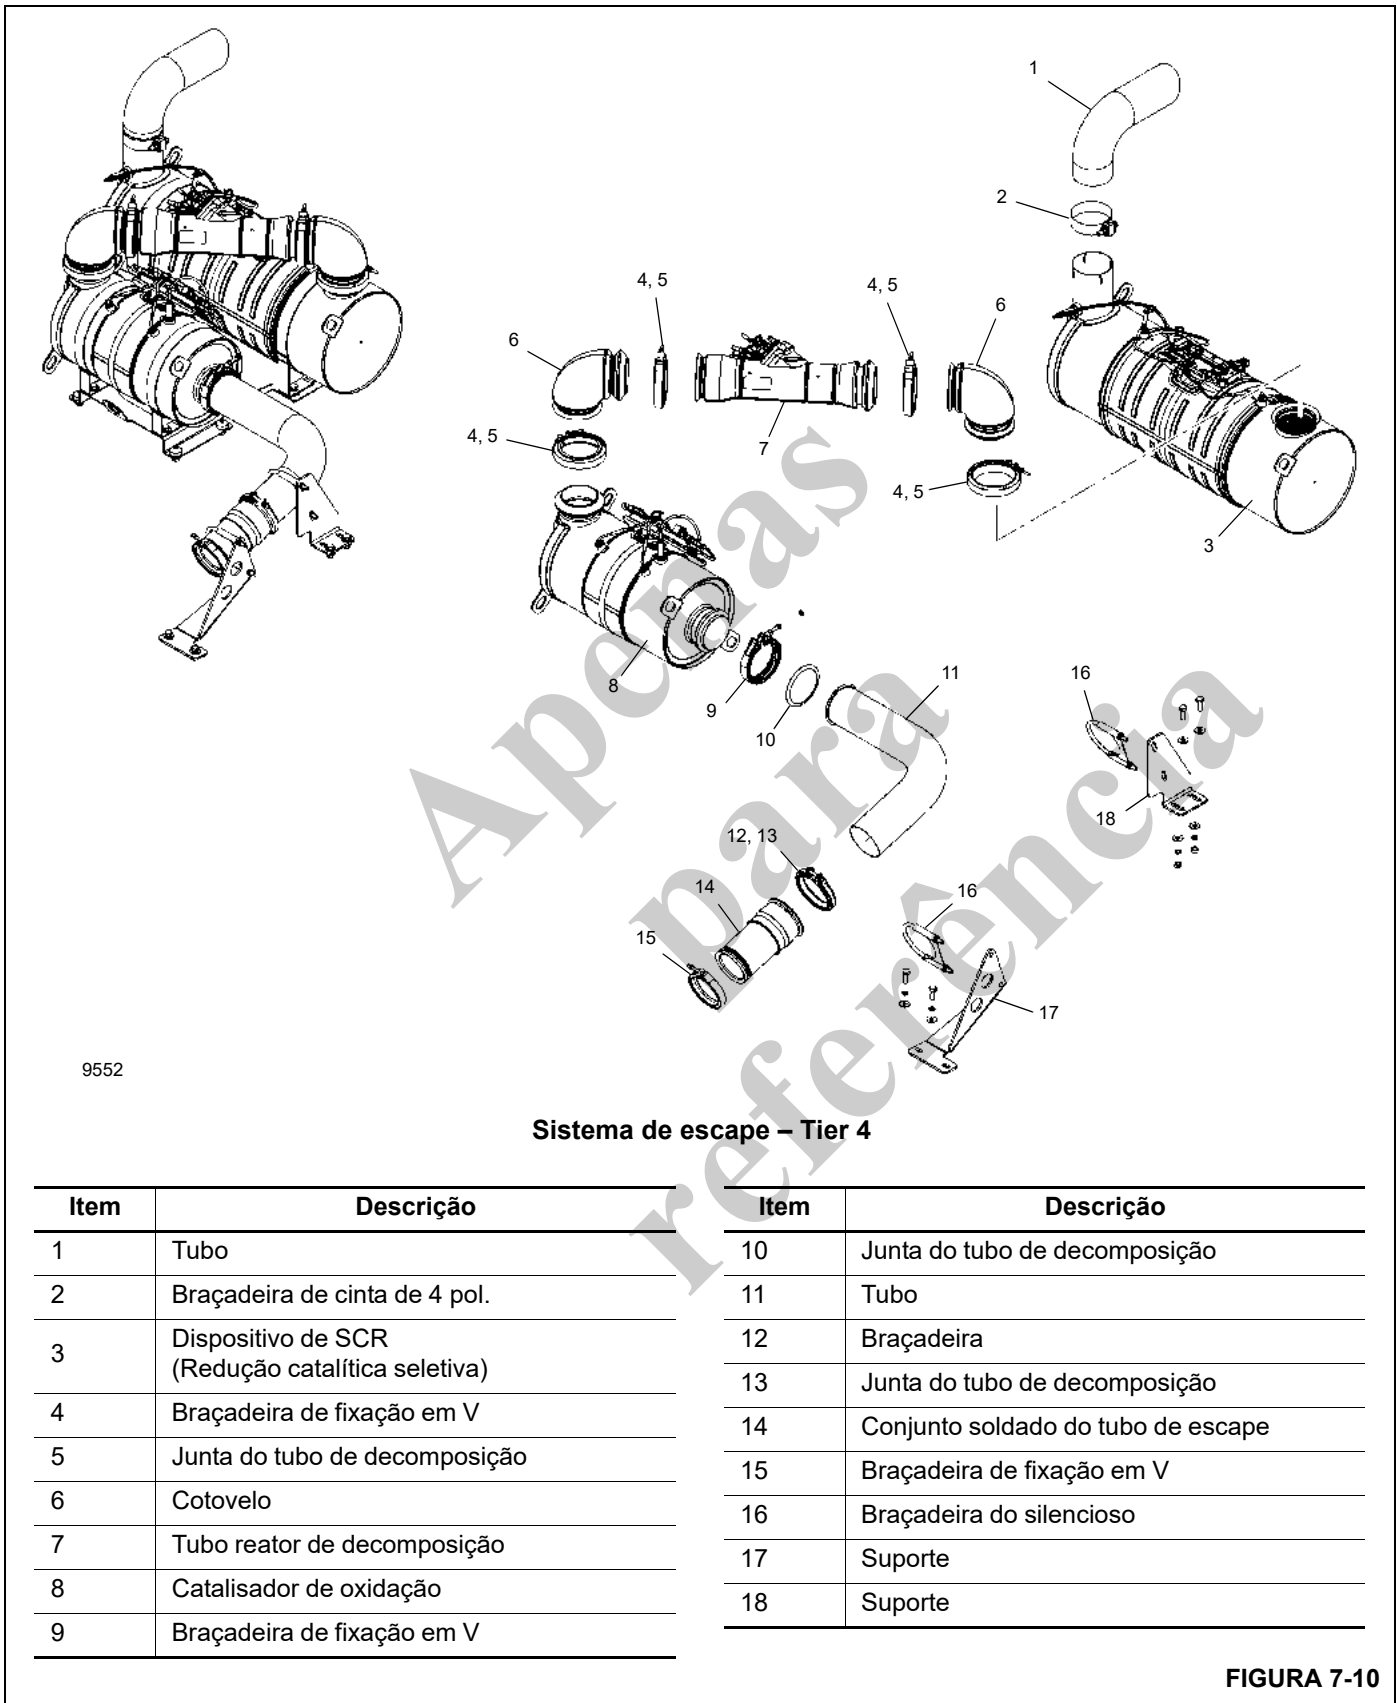 1
2
4, 5
4, 5
6
6
7
4, 5
4, 5
3
8
9
10
11
16
18
12, 13
14
16
15
17
9552
Apenas
para
referência
Sistema de escape – Tier 4
Item Descrição
1 Tubo
2 Braçadeira de cinta de 4 pol.
3 Dispositivo de SCR
(Redução catalítica seletiva)
4 Braçadeira de fixação em V
5 Junta do tubo de decomposição
6 Cotovelo
7 Tubo reator de decomposição
8 Catalisador de oxidação
9 Braçadeira de fixação em V
Item Descrição
10 Junta do tubo de decomposição
11 Tubo
12 Braçadeira
13 Junta do tubo de decomposição
14 Conjunto soldado do tubo de escape
15 Braçadeira de fixação em V
16 Braçadeira do silencioso
17 Suporte
18 Suporte
FIGURA 7-10